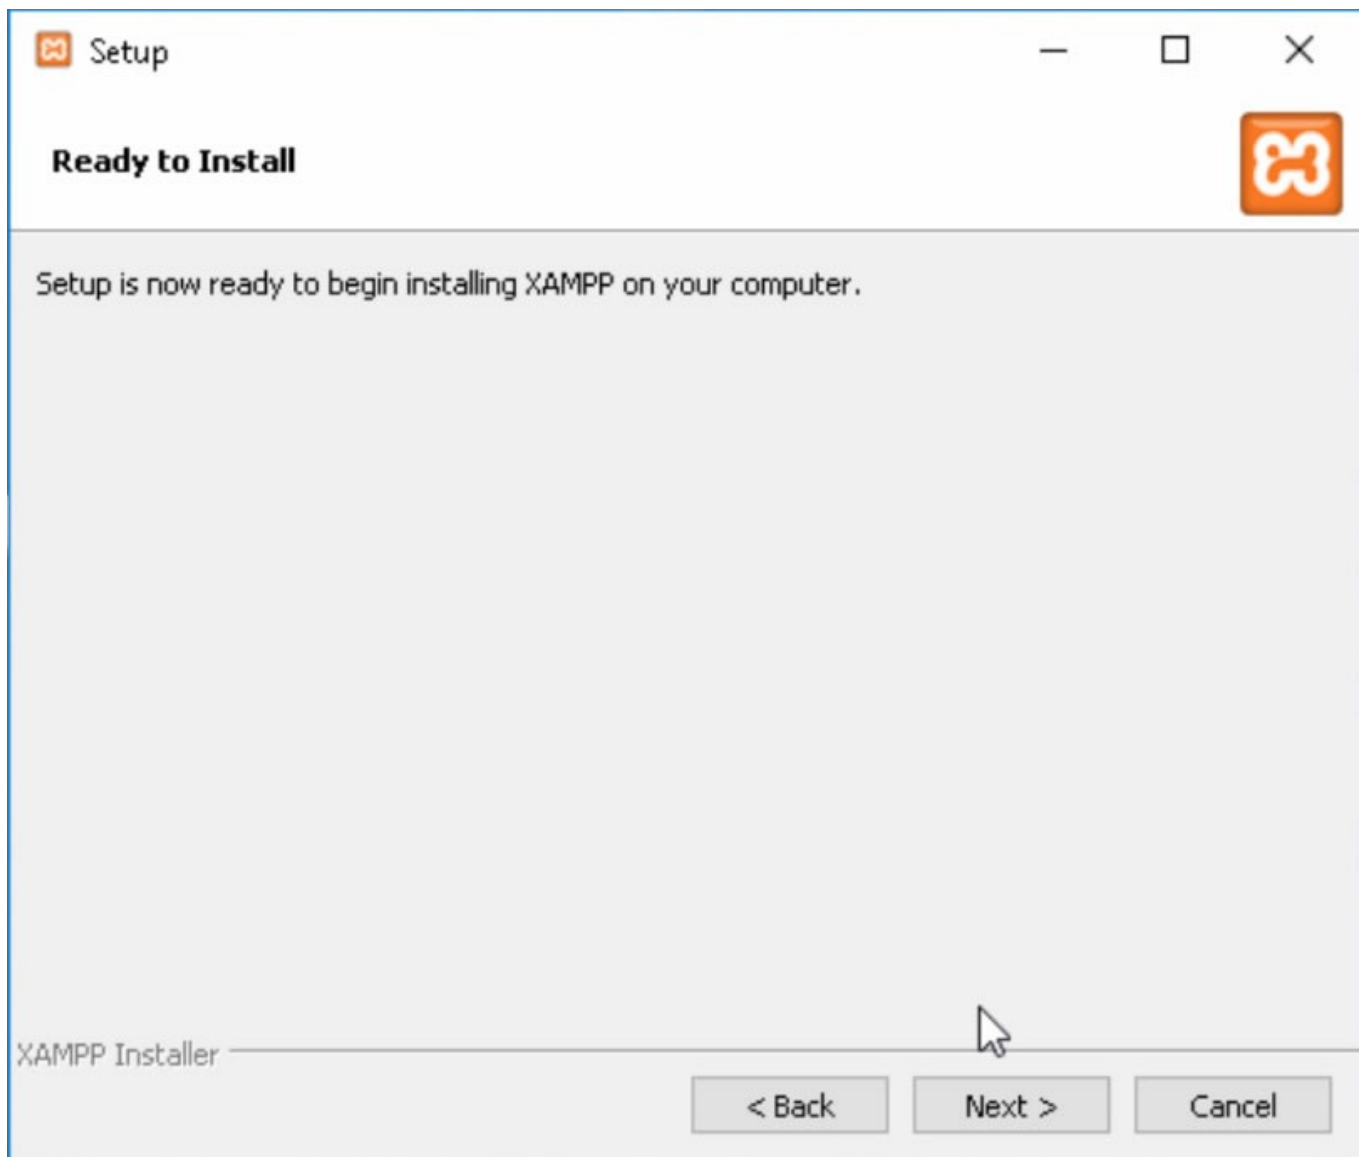 Setup
Ready to Install
Setup is now ready to begin installing XAMPP on your computer.
XAMPP Installer
< Back
Next >
Cancel